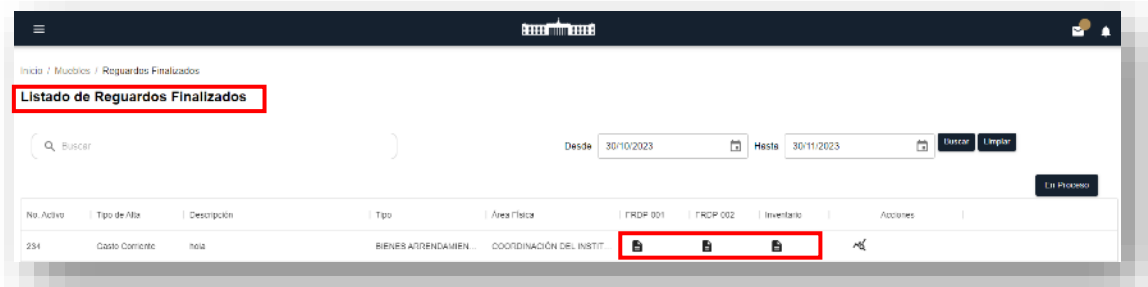 Inicio / Muebles / Reguardos Finalizados
Listado de Reguardos Finalizados
Buscar Desde 30/10/2023 Hasta 30/11/2023 Buscar Limpiar
En Proceso
No. Activo Tipo de Alta Descripción Tipo Area Fisica FRDP 001 FRDP 002 Inventario Acciones
234 Gasto Corriente hola BIENES ARRENDAMIEN... COORDINACIÓN DEL INSTIT...